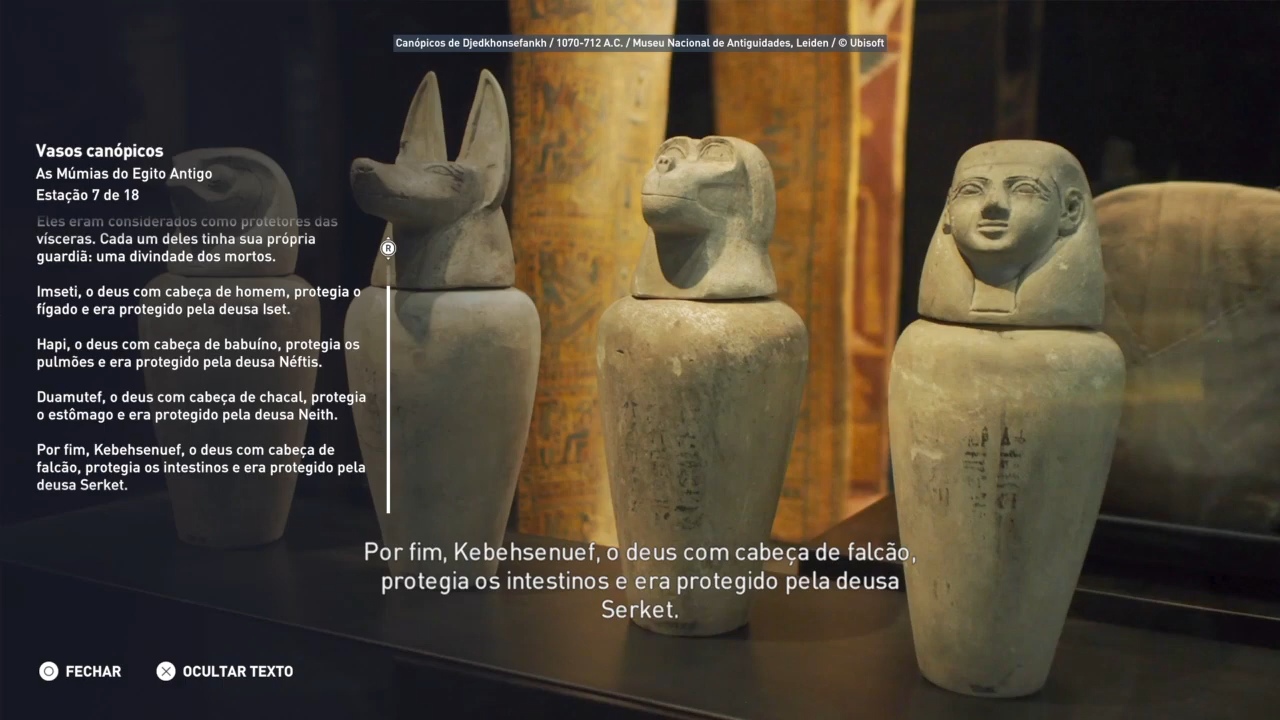 Canópicos de Djedkhonsefankh / 1070-712 A.C. / Museu Nacional de Antiguidades, Leiden / © Ubisoft
Vasos canópicos
As Múmias do Egito Antigo
Estação 7 de 18
Eles eram considerados como protetores das
vísceras. Cada um deles tinha sua própria
guardiã: uma divindade dos mortos.
Imseti, o deus com cabeça de homem, protegia o
fígado e era protegido pela deusa Iset.
Hapi, o deus com cabeça de babuíno, protegia os
pulmões e era protegido pela deusa Néftis.
Duamutef, o deus com cabeça de chacal, protegia
o estômago e era protegido pela deusa Neith.
Por fim, Kebehsenuef, o deus com cabeça de
falcão, protegia os intestinos e era protegido pela
deusa Serket.
R
Por fim, Kebehsenuef, o deus com cabeça de falcão,
protegia os intestinos e era protegido pela deusa
Serket.
FECHAR
OCULTAR TEXTO